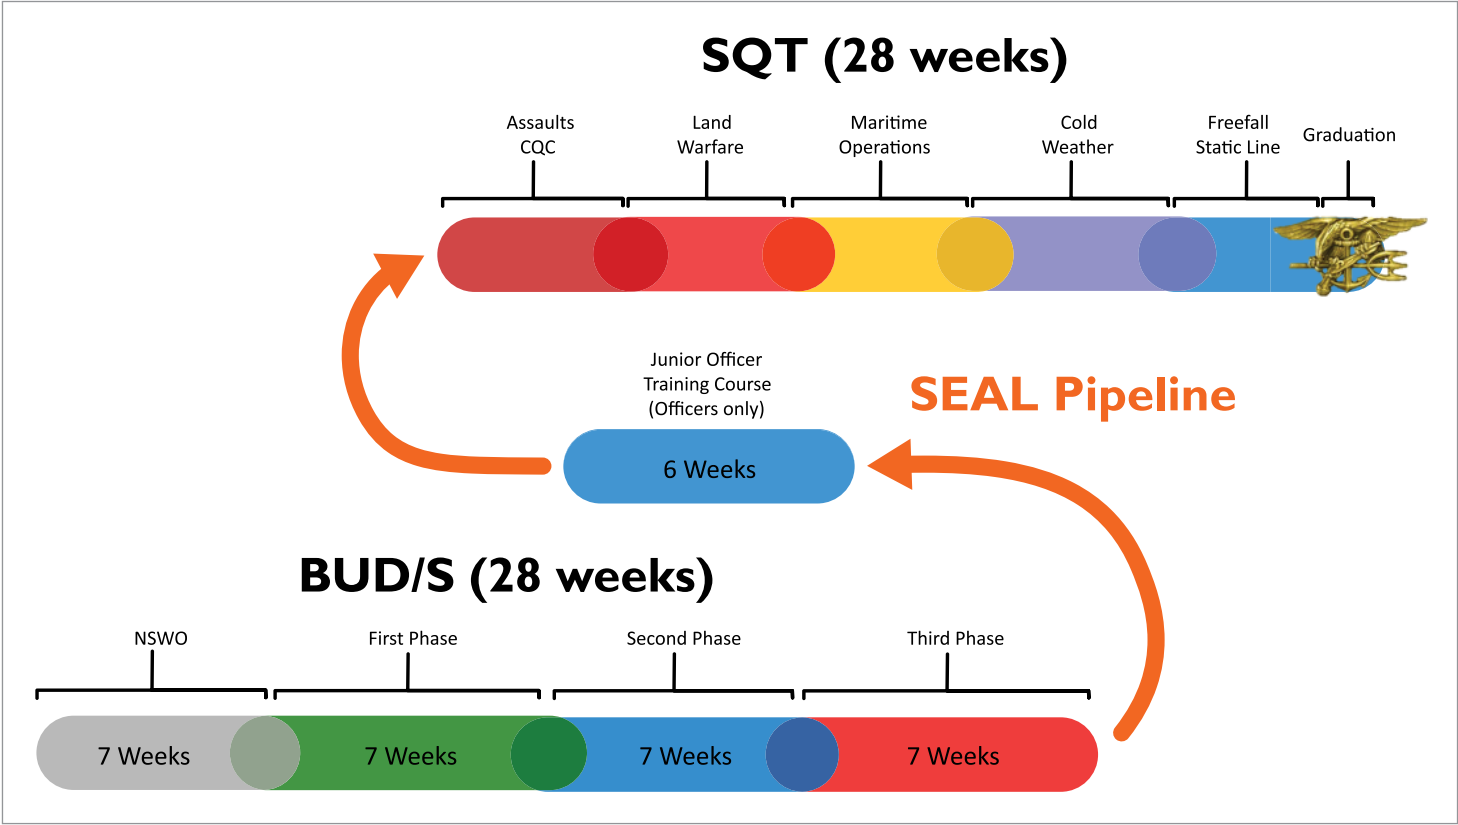 SQT (28 weeks)
Assaults
CQC
Land
Warfare
Maritime
Operations
Cold
Weather
Freefall
Static Line
Graduation
Junior Officer
Training Course
(Officers only)
SEAL Pipeline
6 Weeks
BUD/S (28 weeks)
NSWO
First Phase
Second Phase
Third Phase
7 Weeks
7 Weeks
7 Weeks
7 Weeks